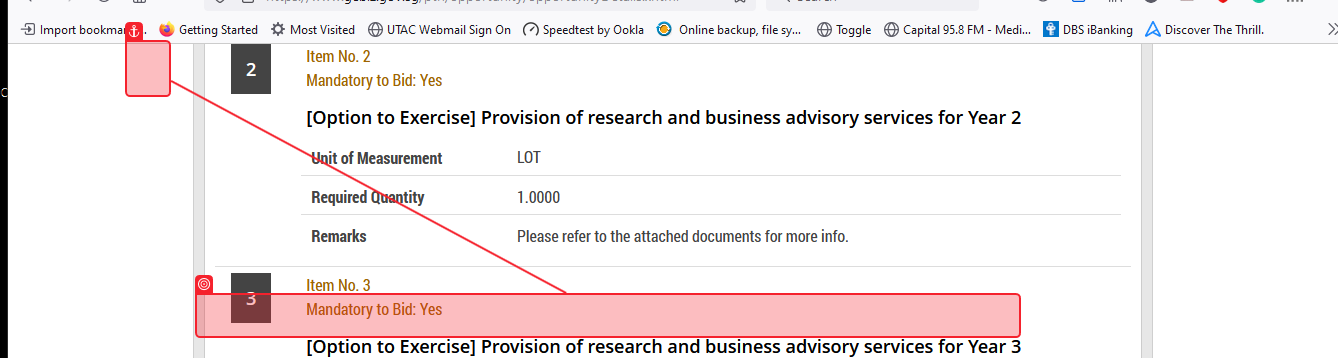 Import bookmar...
Getting Started
Most Visited
UTAC Webmail Sign On
Speedtest by Ookla
Online backup, file sy...
Toggle
Capital 95.8 FM - Medi...
DBS iBanking
Discover The Thrill.
2
Item No. 2
Mandatory to Bid: Yes
[Option to Exercise] Provision of research and business advisory services for Year 2
Unit of Measurement LOT
Required Quantity 1.0000
Remarks Please refer to the attached documents for more info.
3
Item No. 3
Mandatory to Bid: Yes
[Option to Exercise] Provision of research and business advisory services for Year 3